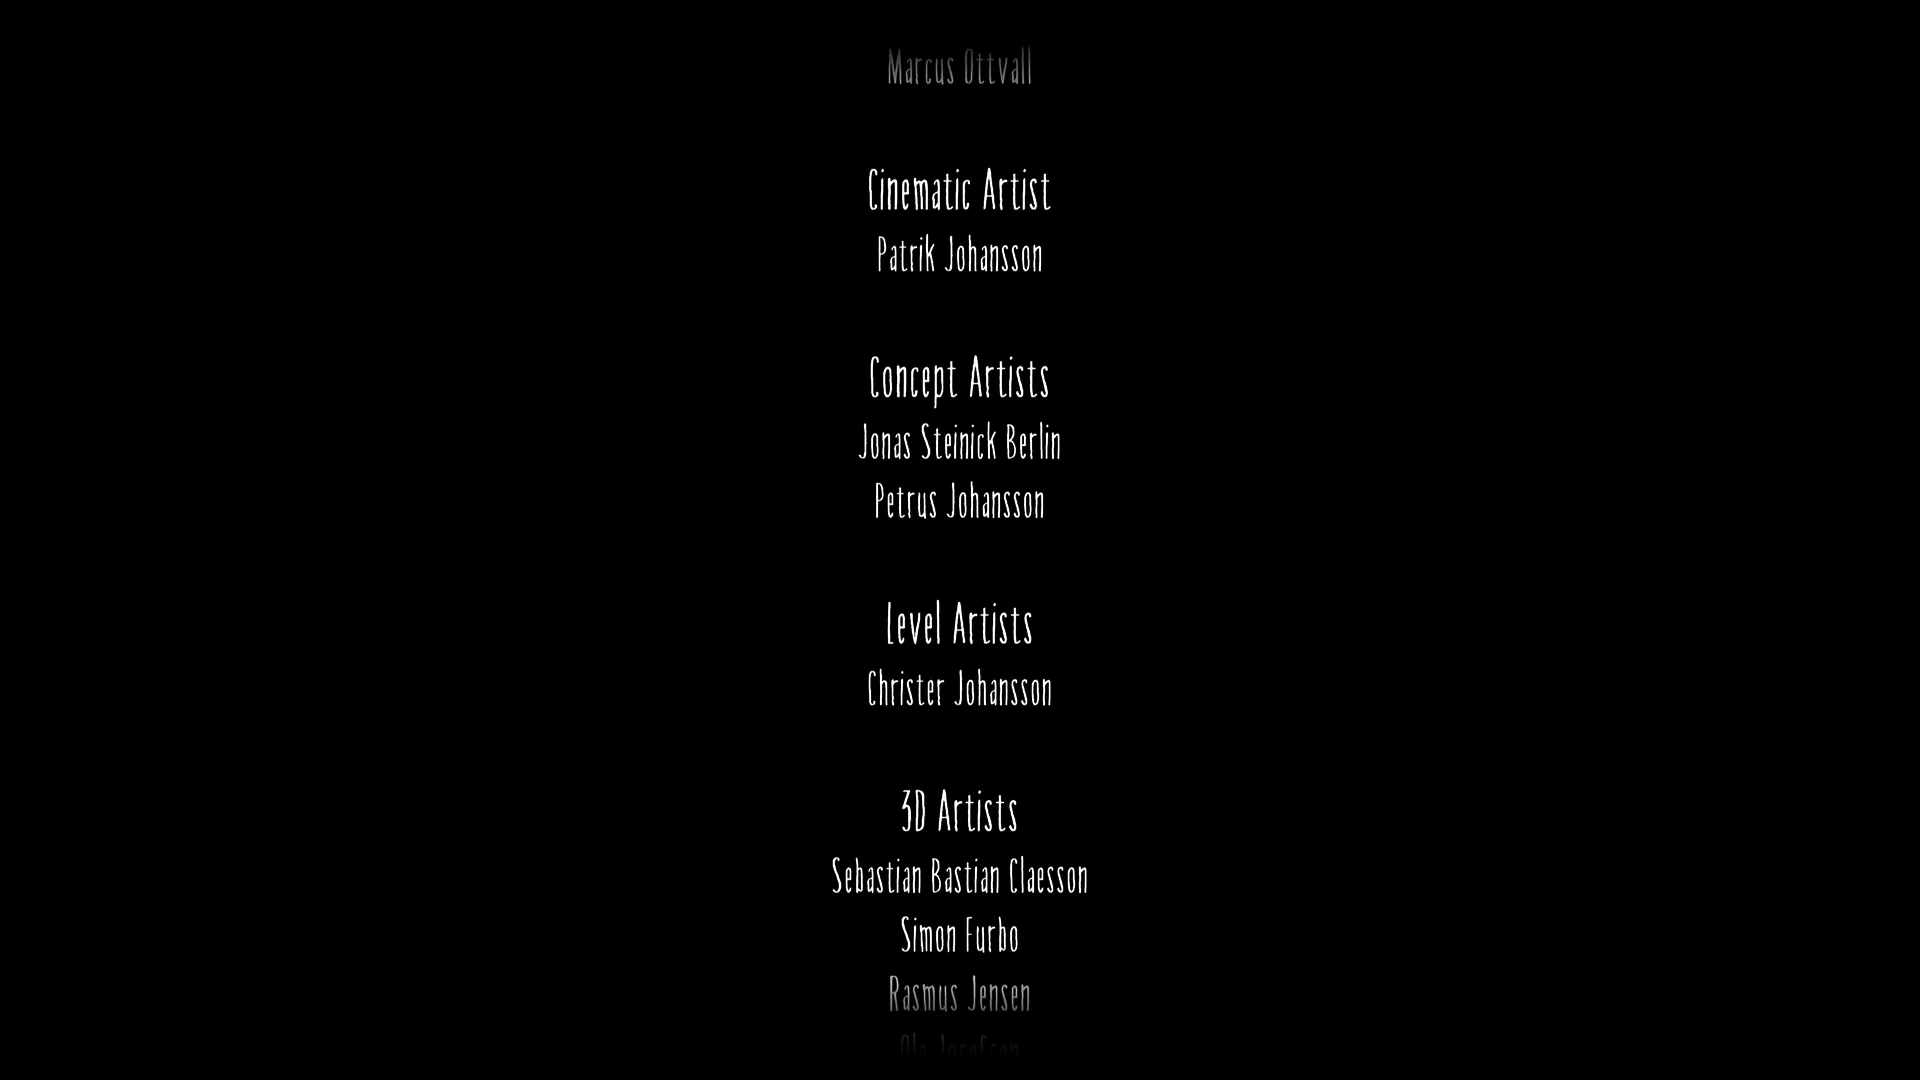 Marcus Ottvall
Cinematic Artist
Patrik Johansson
Concept Artists
Jonas Steinick Berlin
Petrus Johansson
Level Artists
Christer Johansson
3D Artists
Sebastian Bastian Claesson
Simon Furbo
Rasmus Jensen